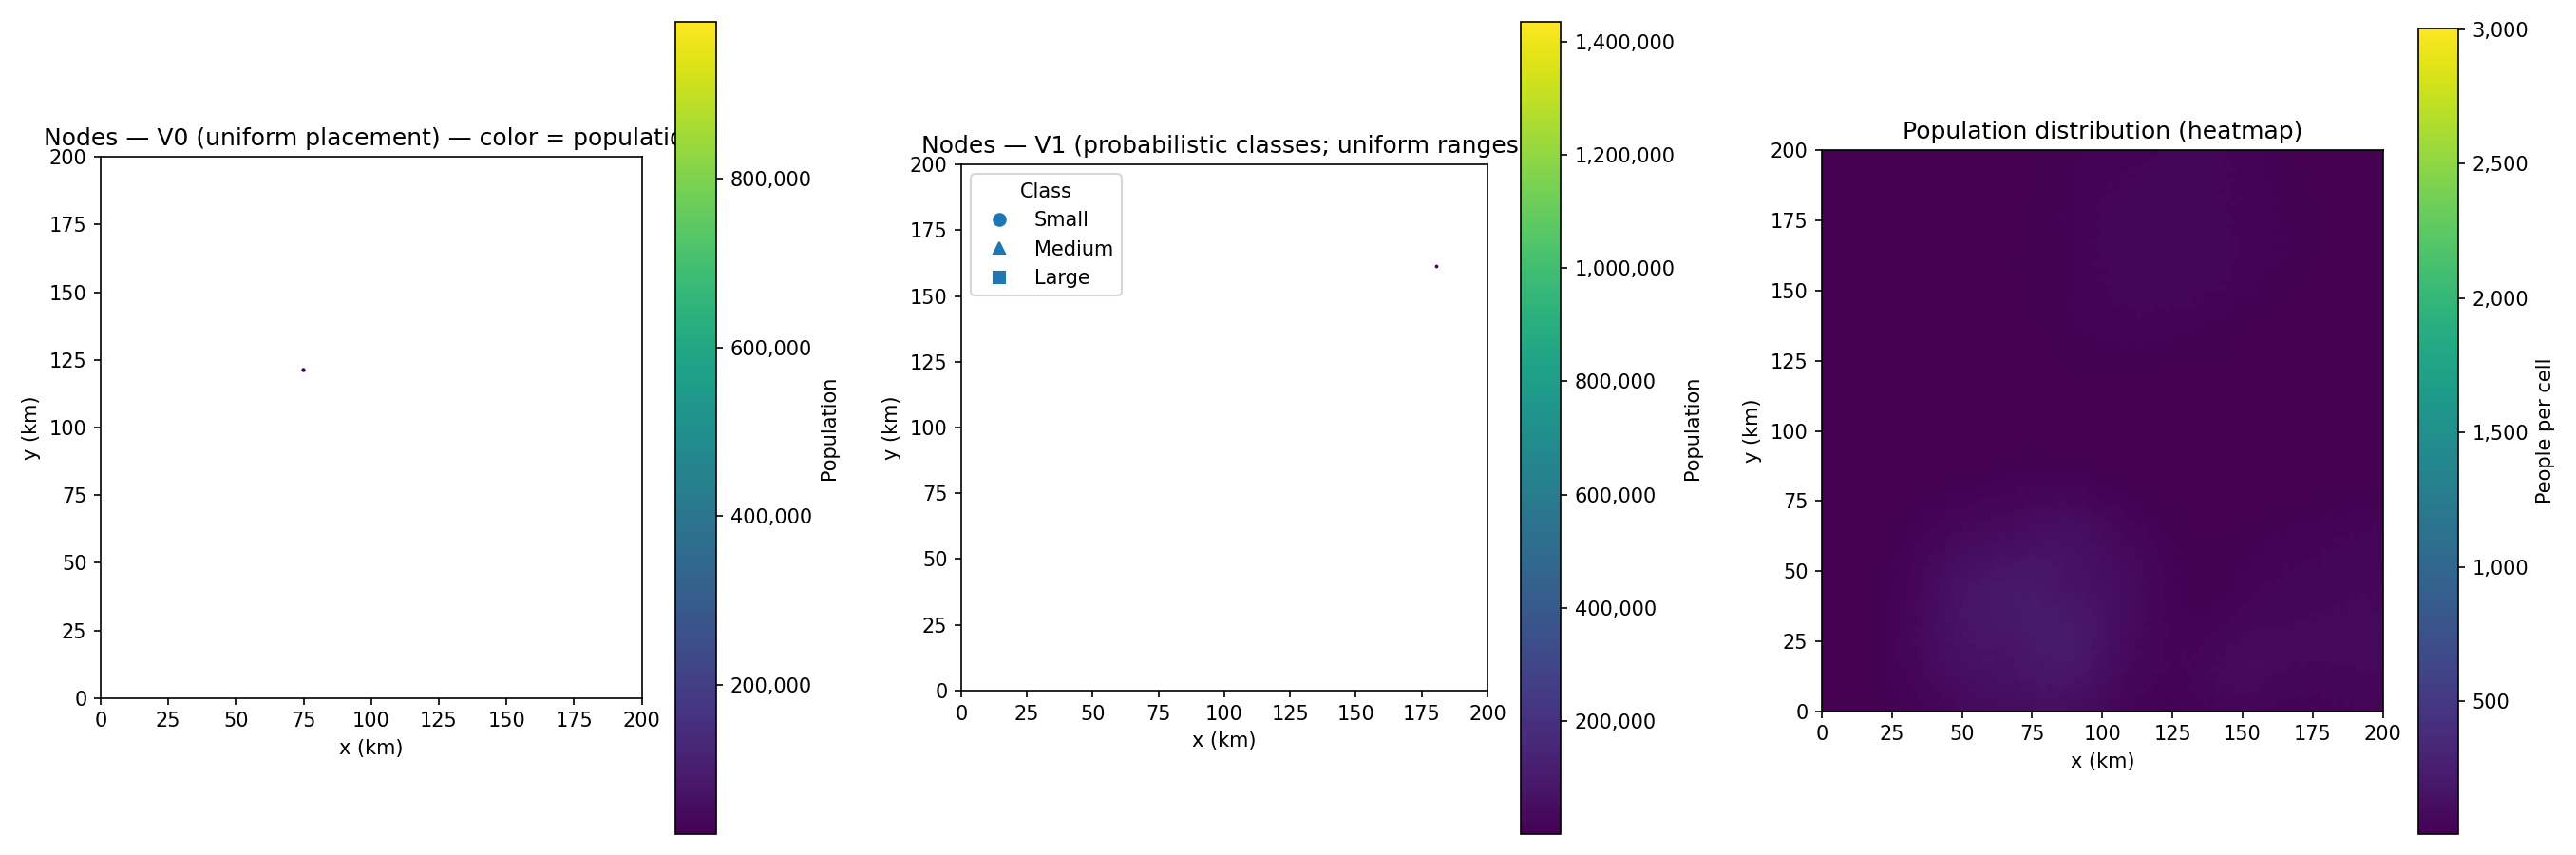 Nodes — V0 (uniform placement) — color = populatio
200
175
150
125
100
75
50
25
0
0 25 50 75 100 125 150 175 200
x (km)
y (km)
800,000
600,000
400,000
200,000
Population
Nodes — V1 (probabilistic classes; uniform ranges
Class
Small
Medium
Large
200
175
150
125
100
75
50
25
0
0 25 50 75 100 125 150 175 200
x (km)
y (km)
1,400,000
1,200,000
1,000,000
800,000
600,000
400,000
200,000
Population
Population distribution (heatmap)
200
175
150
125
100
75
50
25
0
0 25 50 75 100 125 150 175 200
x (km)
y (km)
3,000
2,500
2,000
1,500
1,000
500
People per cell